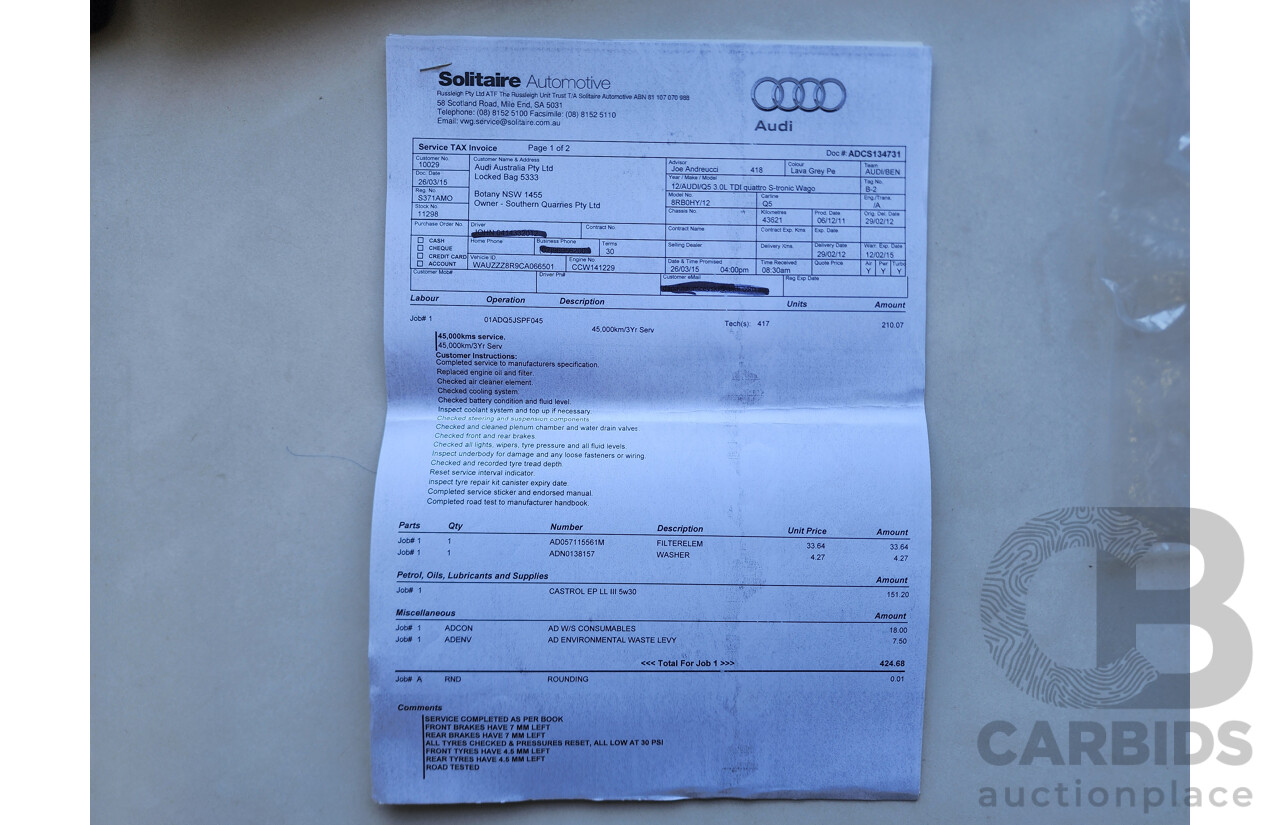 Solitaire Automotive
Russleigh Pty Ltd ATF The Russleigh Unit Trust T/A Solitaire Automotive ABN 81 107 070 988
58 Scotland Road, Mile End, SA 5031
Telephone: (08) 8152 5100 Facsimile: (08) 8152 5110
Email: vwg.service@solitaire.com.au
Audi
Service TAX Invoice Page 1 of 2 Doc #: ADCS134731
Customer No. Customer Name & Address Advisor Colour Team
10029 Audi Australia Pty Ltd Joe Andreucci 418 Lava Grey Pe AUDI/BEN
Doc. Date Locked Bag 5333 Year / Make / Model Tag No.
26/03/15 12/AUDI/Q5 3.0L TDI quattro S-tronic Wago B-2
Reg. No. Botany NSW 1455 Model No. Carline Eng./Trans.
S371AMO Owner - Southern Quarries Pty Ltd 8RB0HY/12 Q5 /A
Stock No. Chassis No. Kilometres Prod. Date Orig. Del. Date
11298 43621 06/12/11 29/02/12
Purchase Order No. Driver Contract No. Contract Name Contract Exp. Kms Exp. Date
CASH Home Phone Business Phone Terms Selling Dealer Delivery Kms. Delivery Date Warr. Exp. Date
CHEQUE 30 29/02/12 12/02/15
CREDIT CARD Vehicle ID Engine No. Date & Time Promised Time Received Quote Price
ACCOUNT WAUZZZ8R9CA066501 CCW141229 26/03/15 04:00pm 08:30am Y Y Y
Customer Mob# Driver Ph# Customer eMail Reg Exp Date
Labour Operation Description Units Amount
Job# 1 01ADQ5JSPF045 45,000km/3Yr Serv Tech(s): 417 210.07
45,000kms service.
45,000km/3Yr Serv
Customer Instructions:
Completed service to manufacturers specification.
Replaced engine oil and filter.
Checked air cleaner element.
Checked cooling system.
Checked battery condition and fluid level.
Inspect coolant system and top up if necessary.
Checked steering and suspension components
Checked and cleaned plenum chamber and water drain valves.
Checked front and rear brakes
Checked all lights, wipers, tyre pressure and all fluid levels.
Inspect underbody for damage and any loose fasteners or wiring.
Checked and recorded tyre tread depth.
Reset service interval indicator.
Inspect tyre repair kit canister expiry date
Completed service sticker and endorsed manual.
Completed road test to manufacturer handbook.
Parts Qty Number Description Unit Price Amount
Job# 1 1 AD057115561M FILTERELEM 33.64 33.64
Job# 1 1 ADN0138157 WASHER 4.27 4.27
Petrol, Oils, Lubricants and Supplies Amount
Job# 1 CASTROL EP LL III 5w30 151.20
Miscellaneous Amount
Job# 1 ADCON AD W/S CONSUMABLES 18.00
Job# 1 ADENV AD ENVIRONMENTAL WASTE LEVY 7.50
<<< Total For Job 1 >>> 424.68
Job# A RND ROUNDING 0.01
Comments
SERVICE COMPLETED AS PER BOOK
FRONT BRAKES HAVE 7 MM LEFT
REAR BRAKES HAVE 7 MM LEFT
ALL TYRES CHECKED & PRESSURES RESET, ALL LOW AT 30 PSI
FRONT TYRES HAVE 4.5 MM LEFT
REAR TYRES HAVE 4.5 MM LEFT
ROAD TESTED
CB
CARBIDS
auctionplace